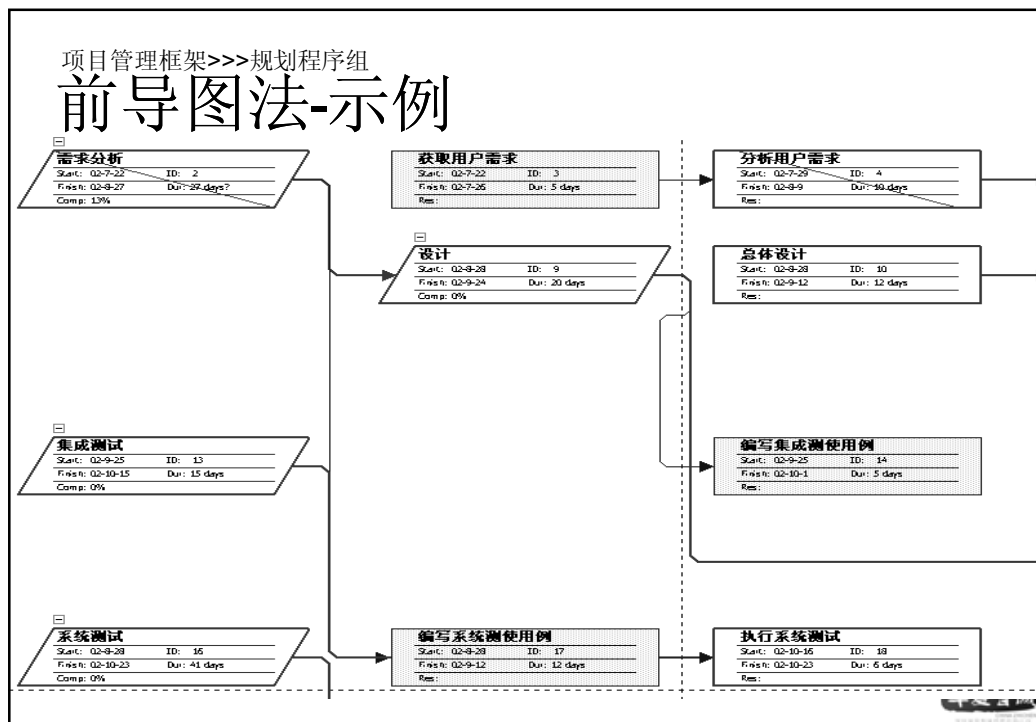 项目管理框架>>>规划程序组
前导图法-示例
需求分析
Start: 02-7-22 ID: 2
Finish: 02-8-27 Dur: 27 days?
Comp: 13%
获取用户需求
Start: 02-7-22 ID: 3
Finish: 02-7-26 Dur: 5 days
Res:
分析用户需求
Start: 02-7-29 ID: 4
Finish: 02-8-9 Dur: 10 days
Res:
设计
Start: 02-8-28 ID: 9
Finish: 02-9-24 Dur: 20 days
Comp: 0%
总体设计
Start: 02-8-28 ID: 10
Finish: 02-9-12 Dur: 12 days
Res:
集成测试
Start: 02-9-25 ID: 13
Finish: 02-10-15 Dur: 15 days
Comp: 0%
编写集成测使用例
Start: 02-9-25 ID: 14
Finish: 02-10-1 Dur: 5 days
Res:
系统测试
Start: 02-8-28 ID: 16
Finish: 02-10-23 Dur: 41 days
Comp: 0%
编写系统测使用例
Start: 02-8-28 ID: 17
Finish: 02-9-12 Dur: 12 days
Res:
执行系统测试
Start: 02-10-16 ID: 18
Finish: 02-10-23 Dur: 6 days
Res: